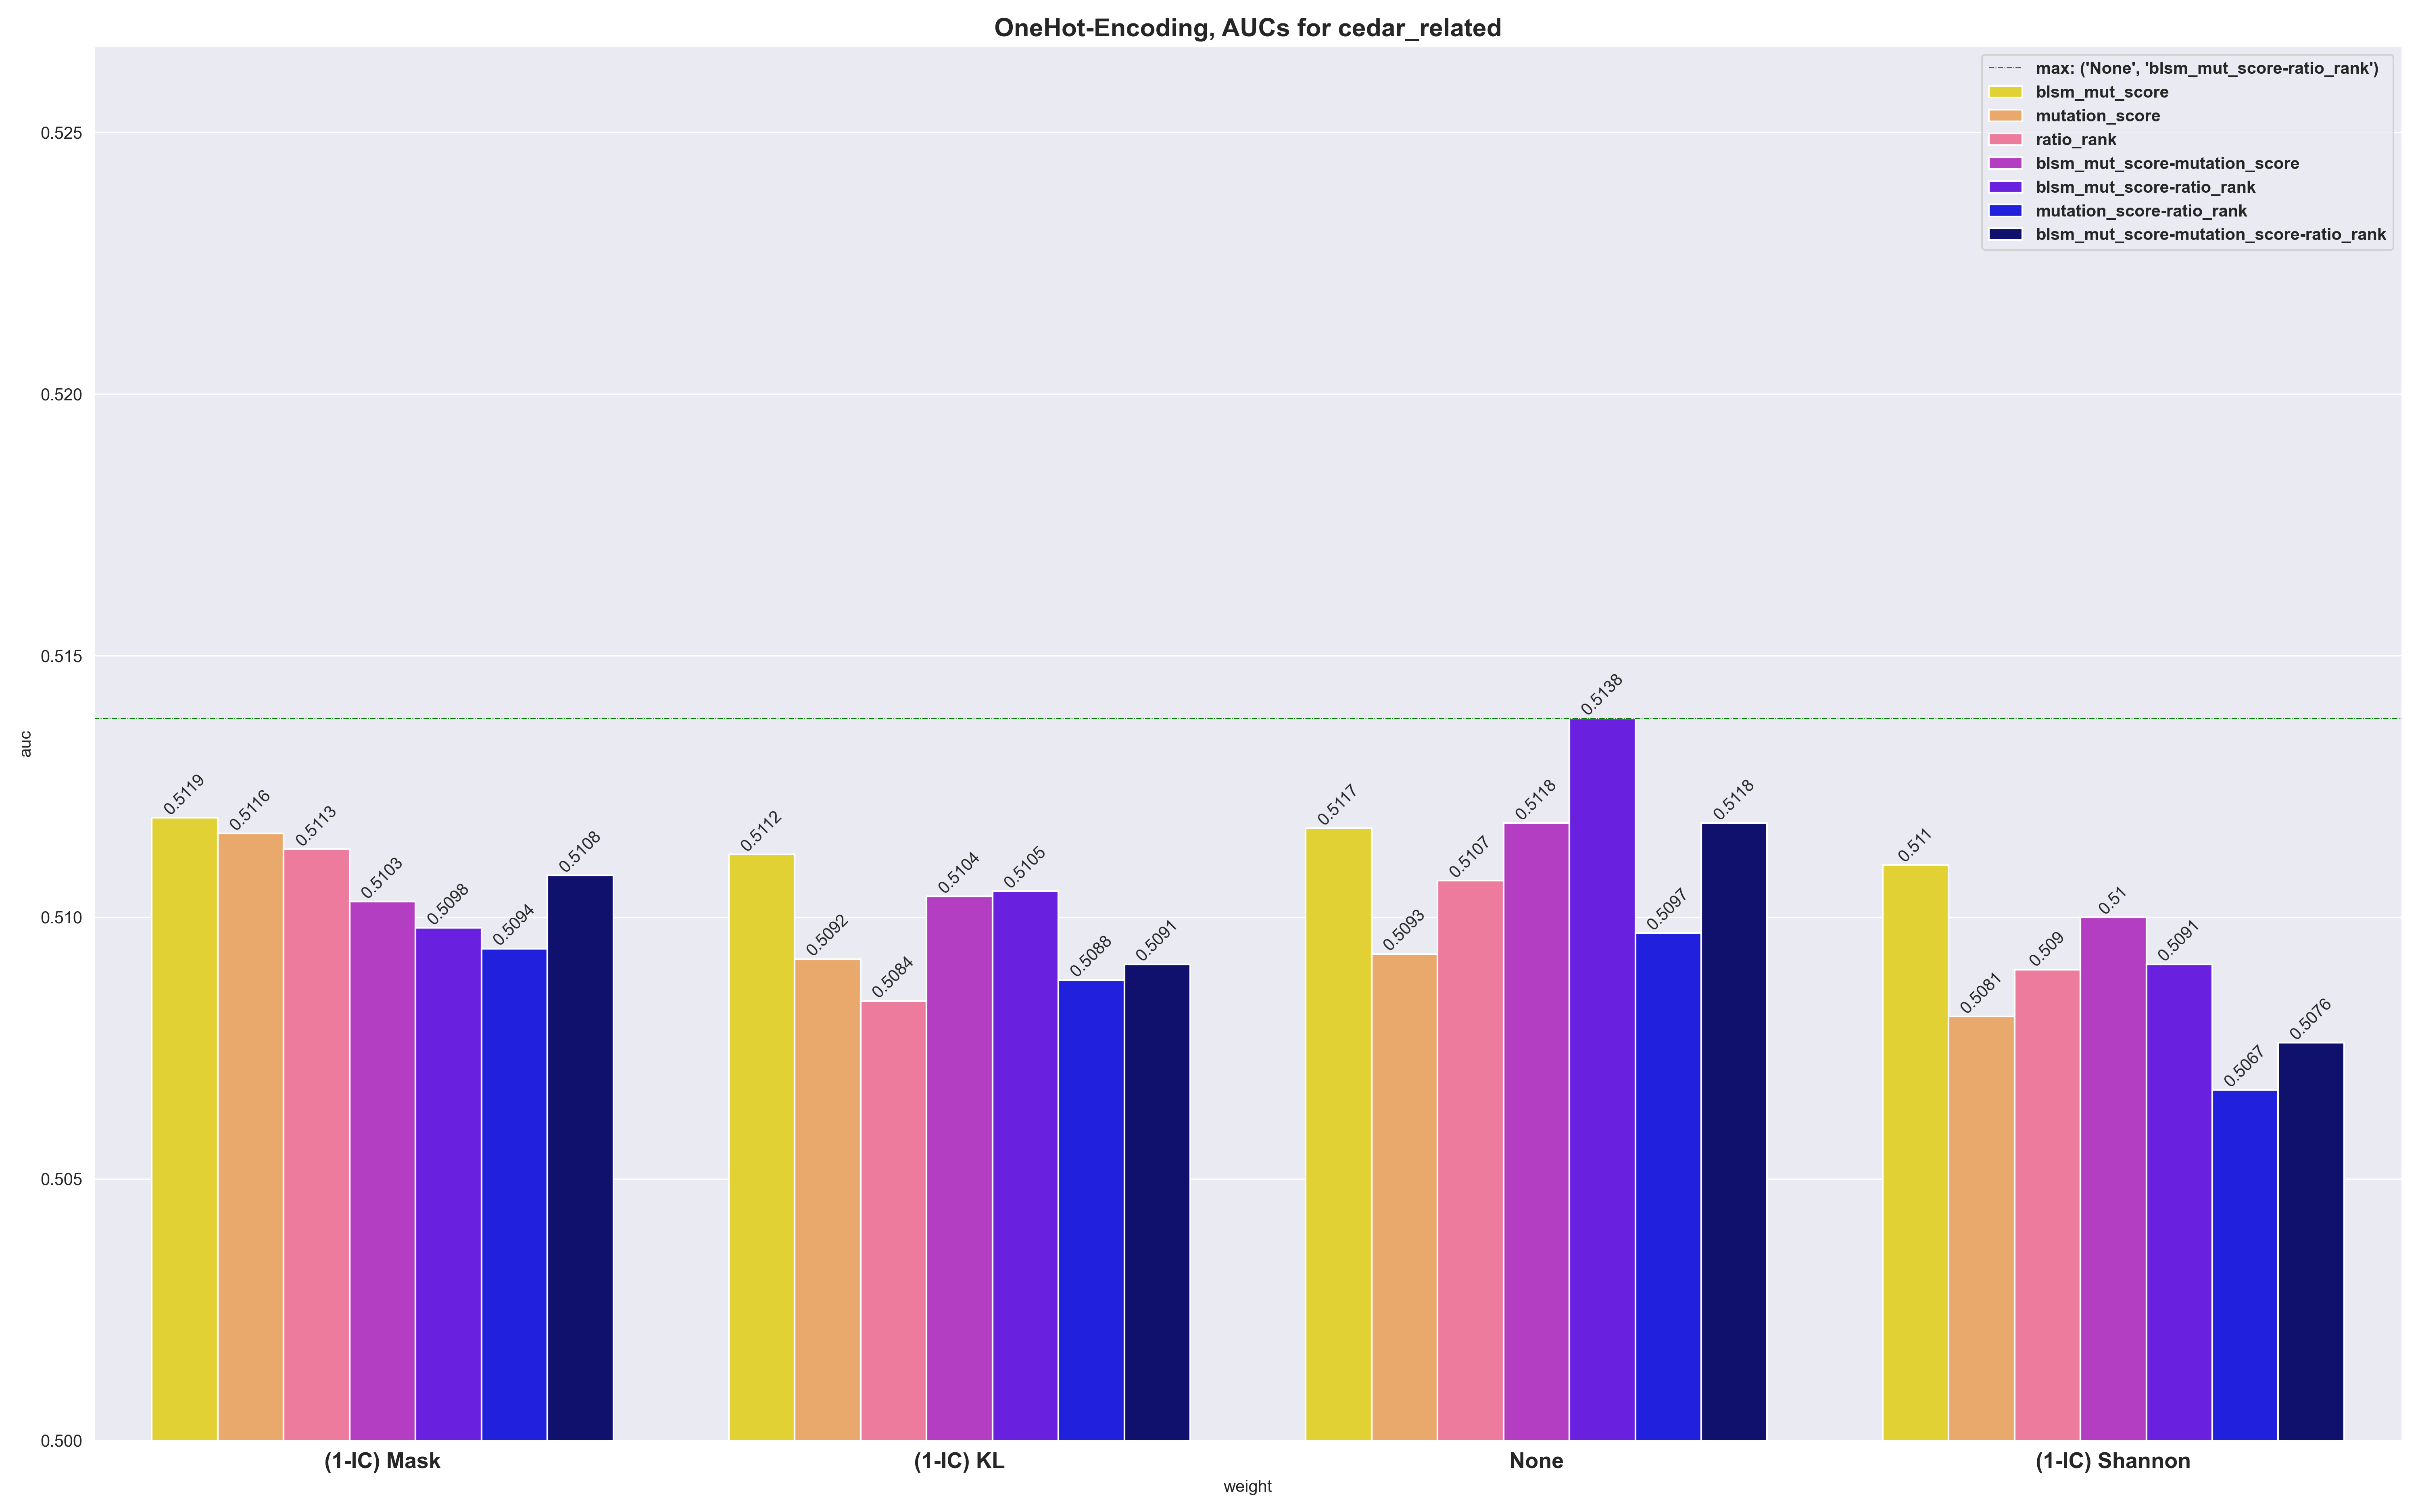 OneHot-Encoding, AUCs for cedar_related
max: ('None', 'blsm_mut_score-ratio_rank')
blsm_mut_score
mutation_score
ratio_rank
blsm_mut_score-mutation_score
blsm_mut_score-ratio_rank
mutation_score-ratio_rank
blsm_mut_score-mutation_score-ratio_rank
auc
0.525
0.520
0.515
0.510
0.505
0.500
0.5119
0.5116
0.5113
0.5103
0.5098
0.5094
0.5108
0.5112
0.5092
0.5084
0.5104
0.5105
0.5088
0.5091
0.5117
0.5093
0.5107
0.5118
0.5138
0.5097
0.5118
0.511
0.5081
0.509
0.51
0.5091
0.5067
0.5076
(1-IC) Mask
(1-IC) KL
None
(1-IC) Shannon
weight